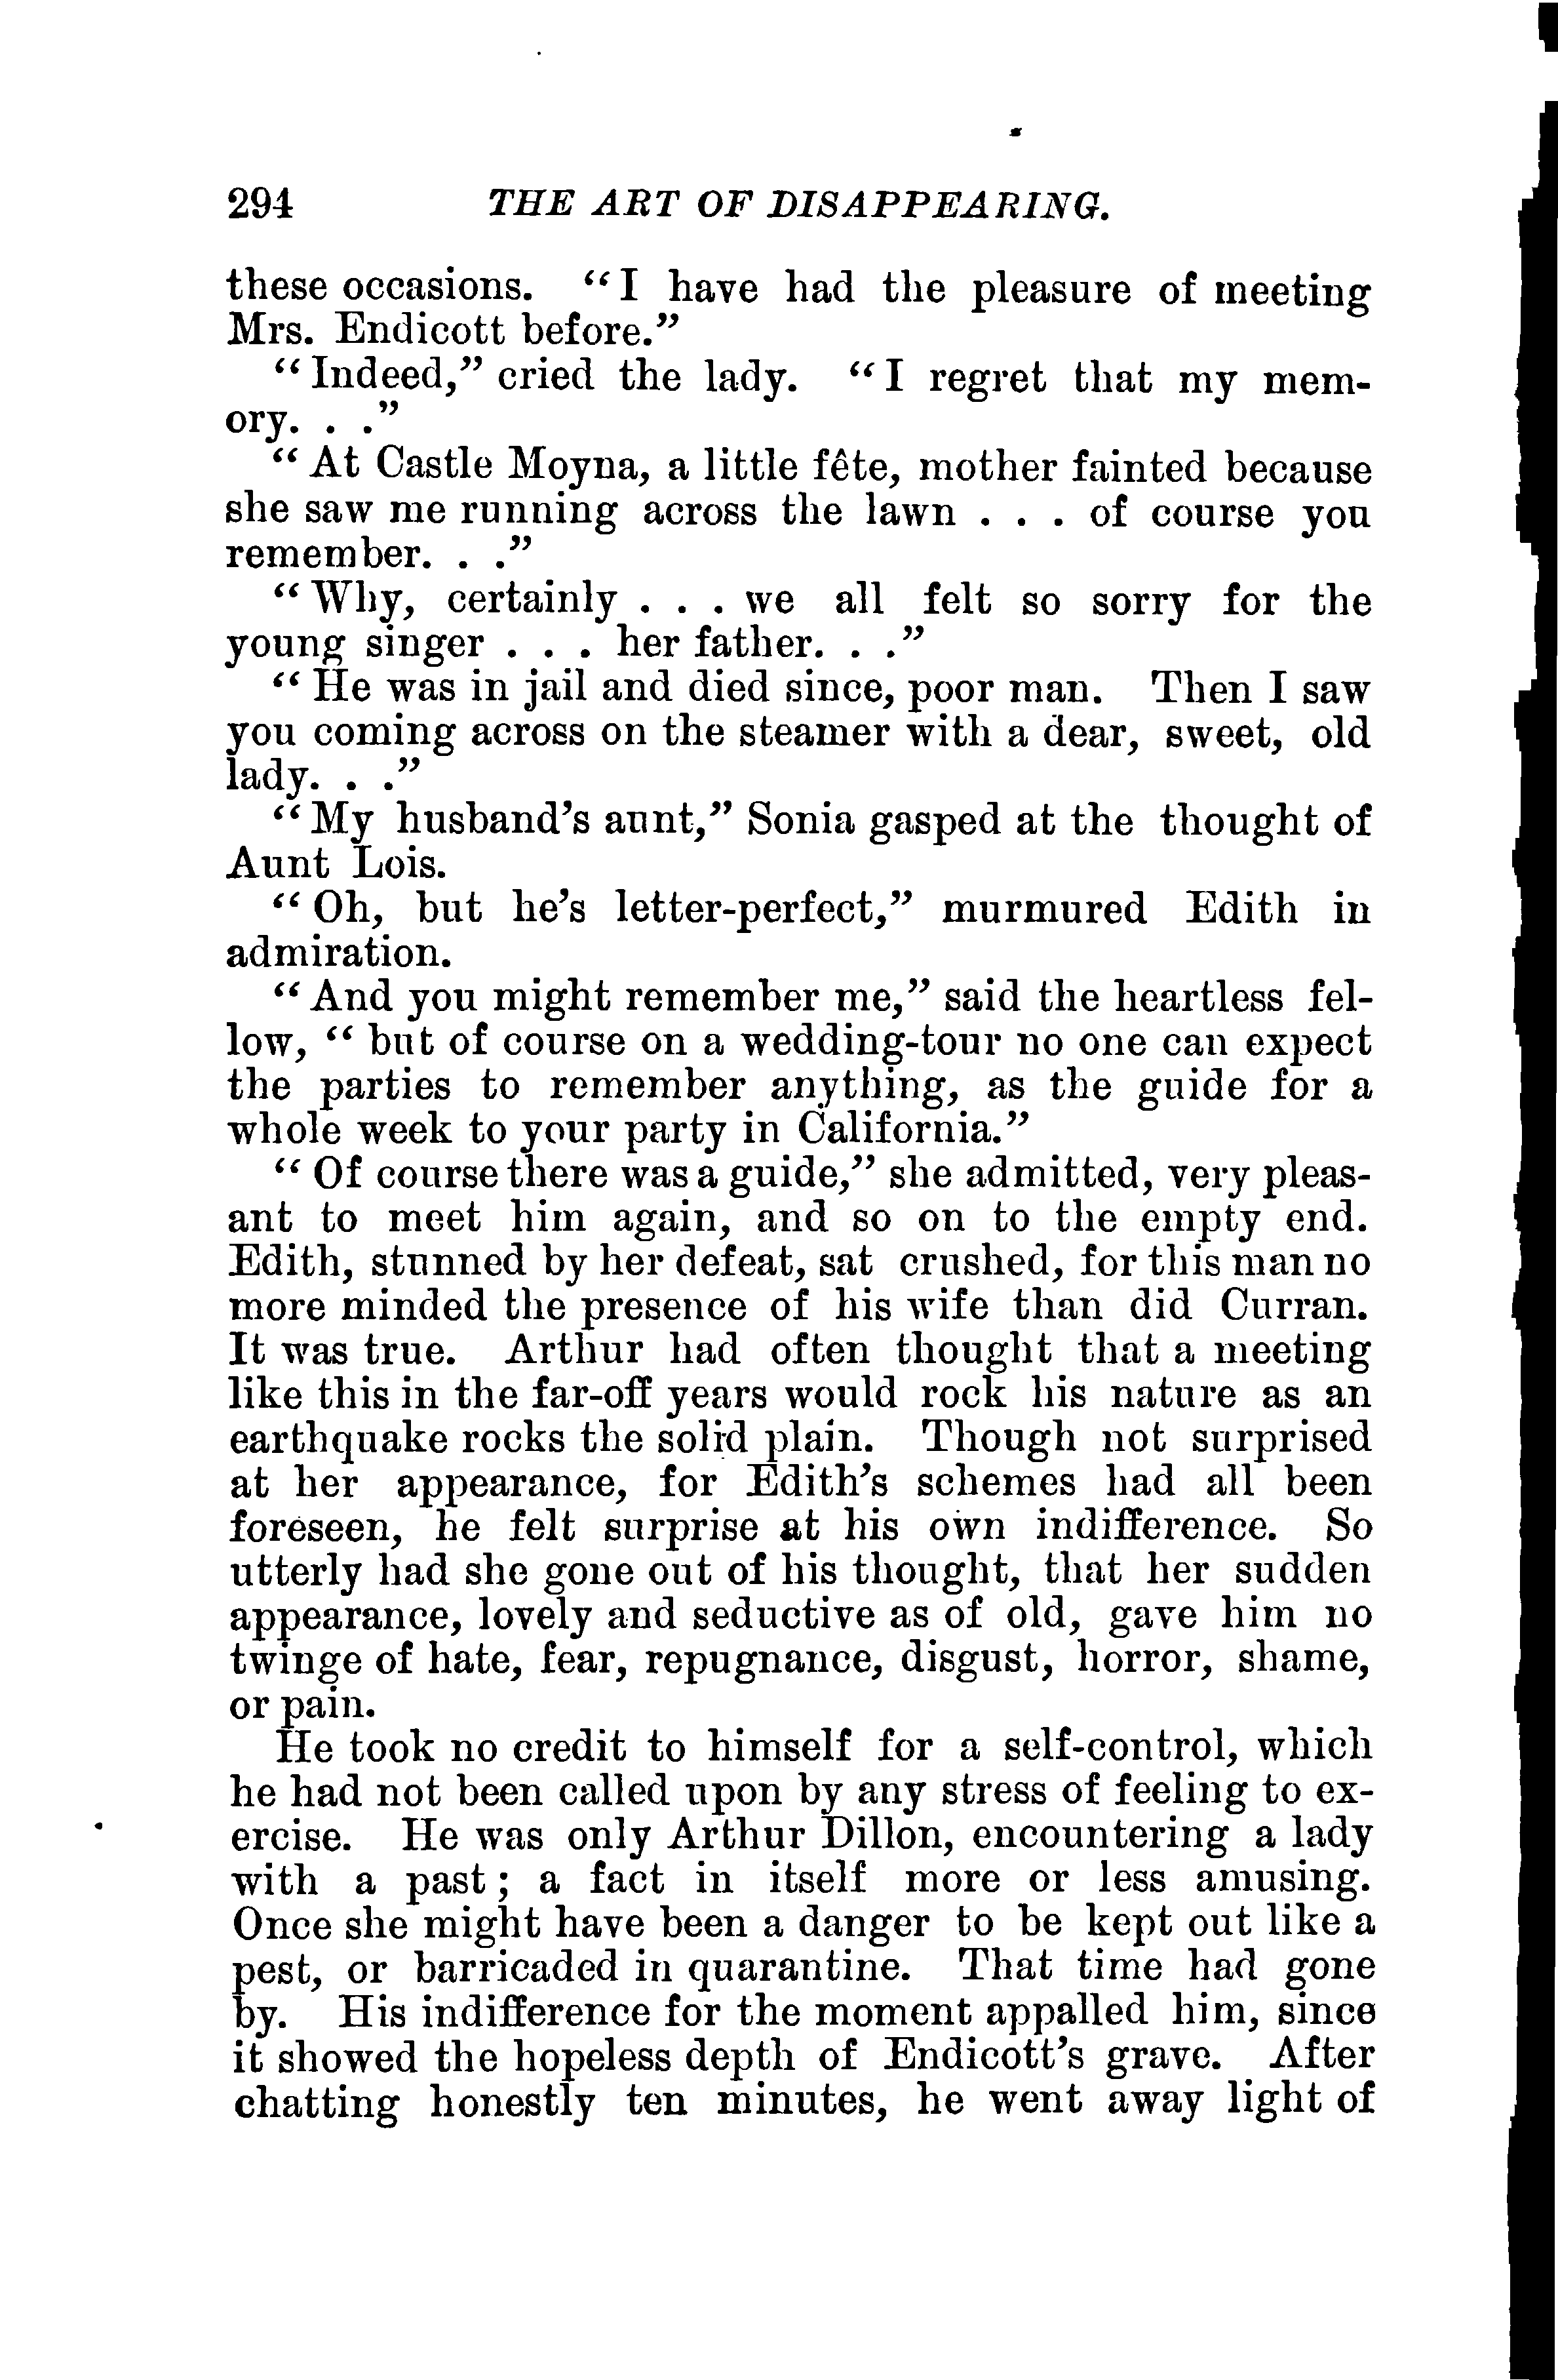 294 THE ART OF DISAPPEARING.
these occasions. “I have had the pleasure of meeting
Mrs. Endicott before.”
“Indeed,” cried the lady. “I regret that my mem-
ory. . .”
“At Castle Moyna, a little fête, mother fainted because
she saw me running across the lawn . . . of course you
remember. . .”
“Why, certainly . . . we all felt so sorry for the
young singer . . . her father. . .”
“He was in jail and died since, poor man. Then I saw
you coming across on the steamer with a dear, sweet, old
lady. . .”
“My husband’s aunt,” Sonia gasped at the thought of
Aunt Lois.
“Oh, but he’s letter-perfect,” murmured Edith in
admiration.
“And you might remember me,” said the heartless fel-
low, “but of course on a wedding-tour no one can expect
the parties to remember anything, as the guide for a
whole week to your party in California.”
“Of course there was a guide,” she admitted, very pleas-
ant to meet him again, and so on to the empty end.
Edith, stunned by her defeat, sat crushed, for this man no
more minded the presence of his wife than did Curran.
It was true. Arthur had often thought that a meeting
like this in the far-off years would rock his nature as an
earthquake rocks the solid plain. Though not surprised
at her appearance, for Edith’s schemes had all been
foreseen, he felt surprise at his own indifference. So
utterly had she gone out of his thought, that her sudden
appearance, lovely and seductive as of old, gave him no
twinge of hate, fear, repugnance, disgust, horror, shame,
or pain.
He took no credit to himself for a self-control, which
he had not been called upon by any stress of feeling to ex-
ercise. He was only Arthur Dillon, encountering a lady
with a past; a fact in itself more or less amusing.
Once she might have been a danger to be kept out like a
pest, or barricaded in quarantine. That time had gone
by. His indifference for the moment appalled him, since
it showed the hopeless depth of Endicott’s grave. After
chatting honestly ten minutes, he went away light of